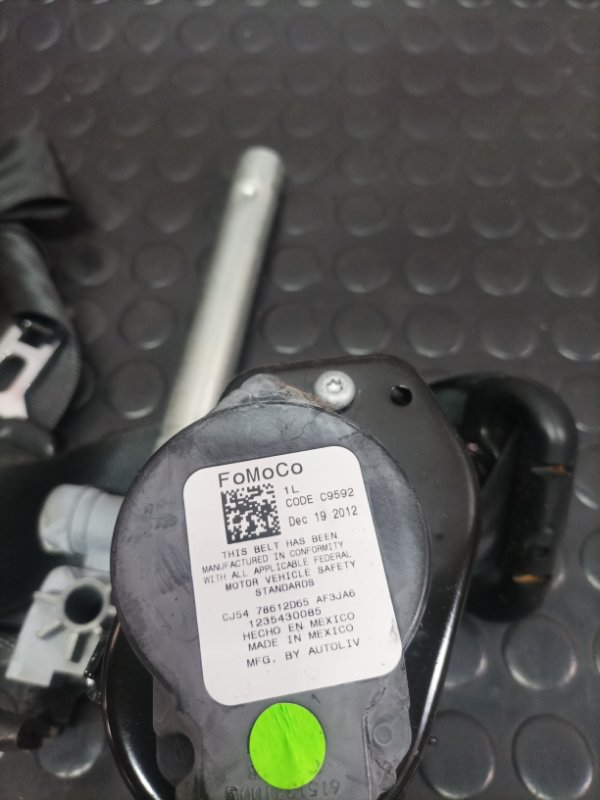 FoMoCo
1L
CODE C9592
Dec 19 2012
THIS BELT HAS BEEN
MANUFACTURED IN CONFORMITY
WITH ALL APPLICABLE FEDERAL
MOTOR VEHICLE SAFETY
STANDARDS
CJ54 78612D65 AF3JA6
1235430085
HECHO EN MEXICO
MADE IN MEXICO
MFG. BY AUTOLIV